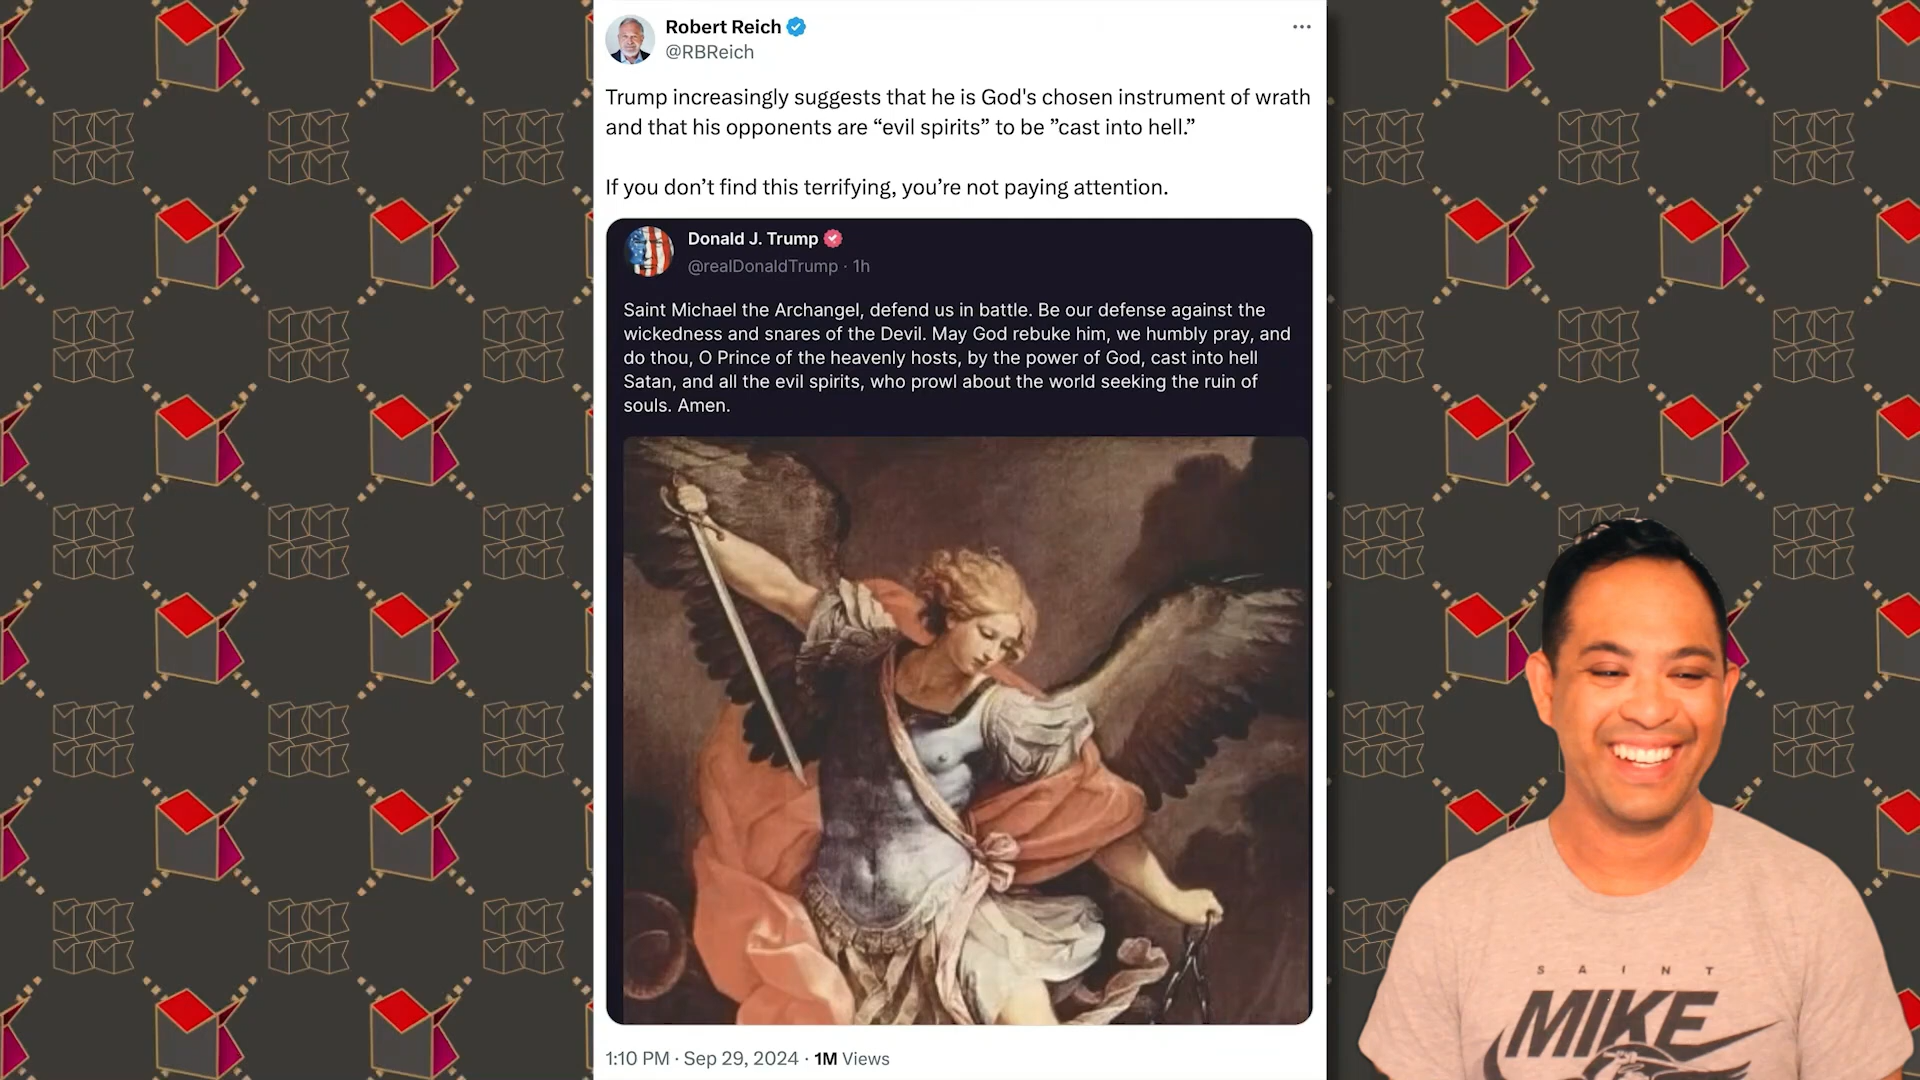 Robert Reich
@RBReich
Trump increasingly suggests that he is God's chosen instrument of wrath
and that his opponents are “evil spirits” to be ”cast into hell.”
If you don’t find this terrifying, you’re not paying attention.
Donald J. Trump
@realDonaldTrump · 1h
Saint Michael the Archangel, defend us in battle. Be our defense against the
wickedness and snares of the Devil. May God rebuke him, we humbly pray, and
do thou, O Prince of the heavenly hosts, by the power of God, cast into hell
Satan, and all the evil spirits, who prowl about the world seeking the ruin of
souls. Amen.
1:10 PM · Sep 29, 2024 · 1M Views
SAINT
MIKE